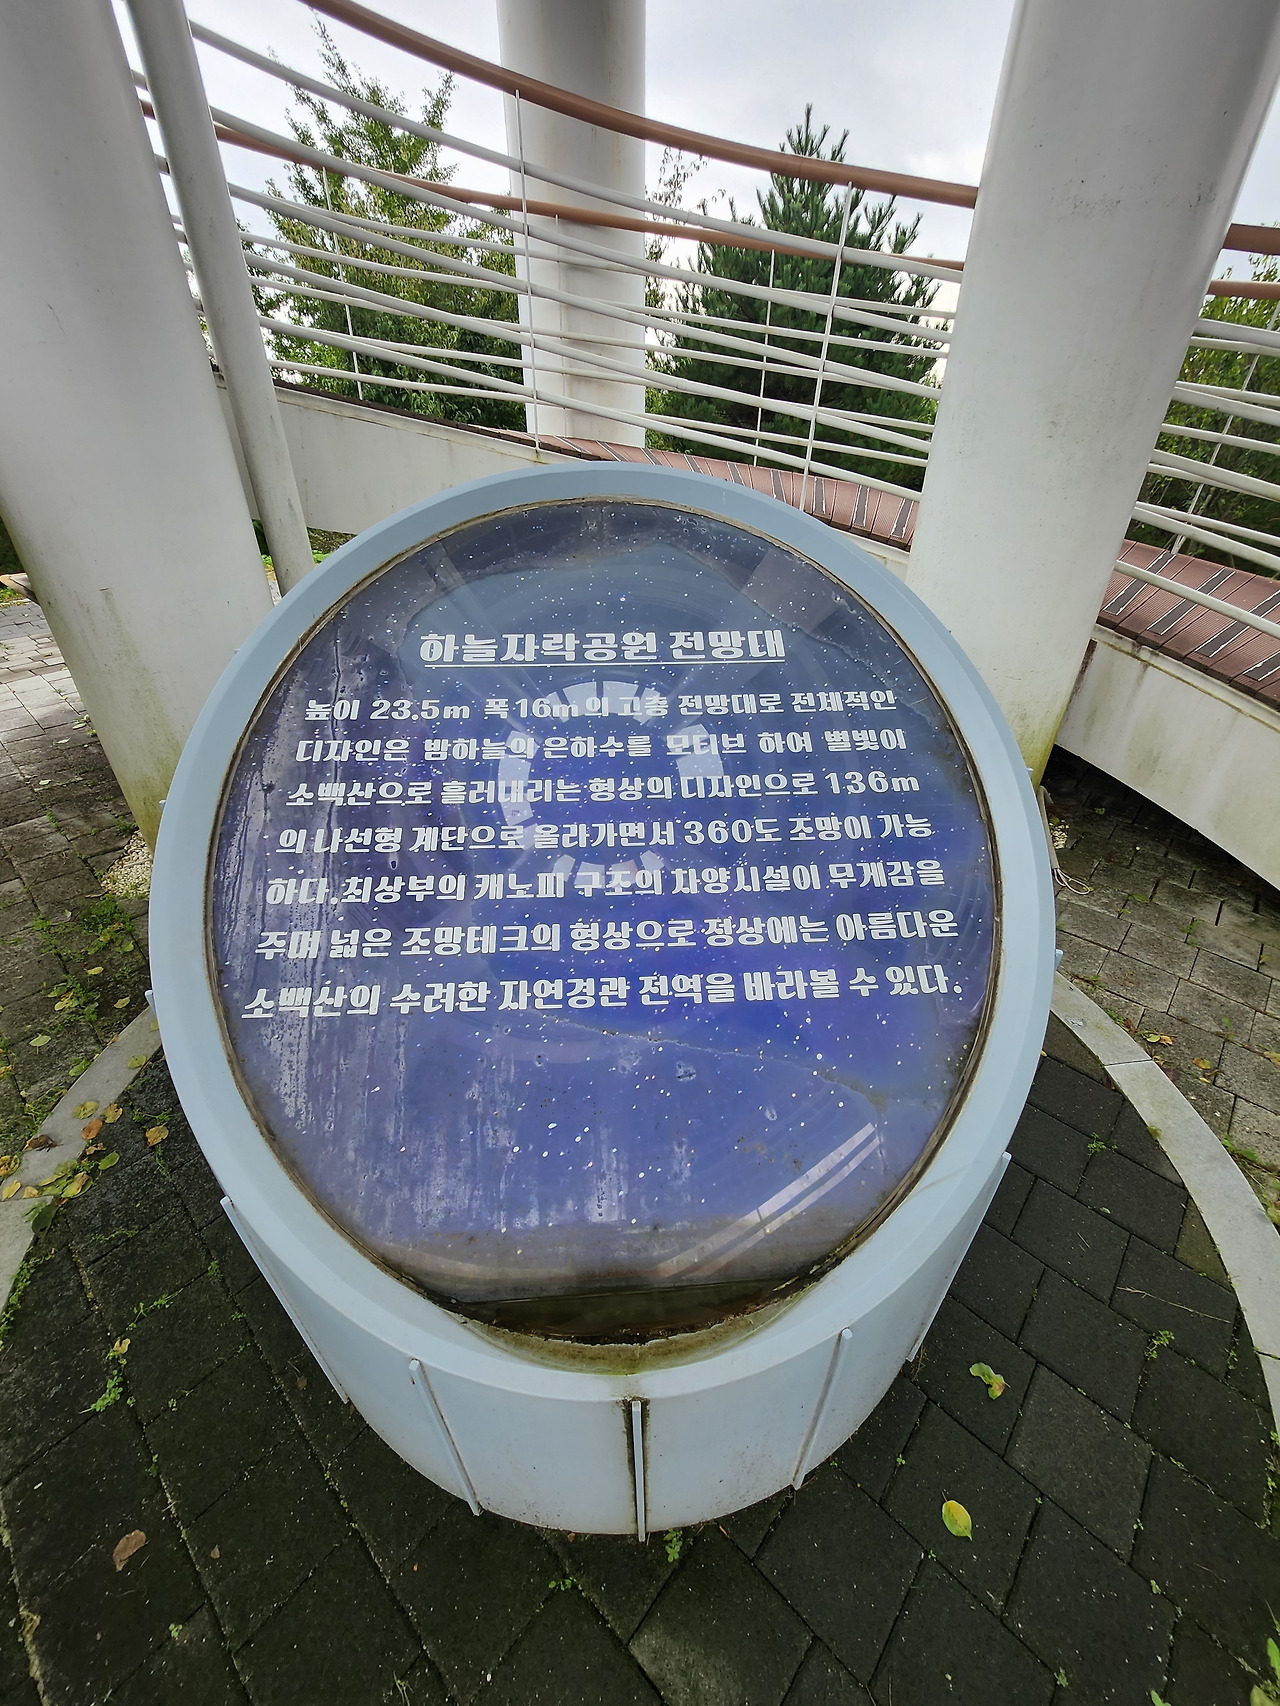 하늘자락공원 전망대
높이 23.5m 폭16m의 고층 전망대로 전체적인
디자인은 밤하늘의 은하수를 모티브 하여 별빛이
소백산으로 흘러내리는 형상의 디자인으로 136m
의 나선형 계단으로 올라가면서 360도 조망이 가능
하다. 최상부의 캐노피 구조의 차양시설이 무게감을
주며 넓은 조망테크의 형상으로 정상에는 아름다운
소백산의 수려한 자연경관 전역을 바라볼 수 있다.